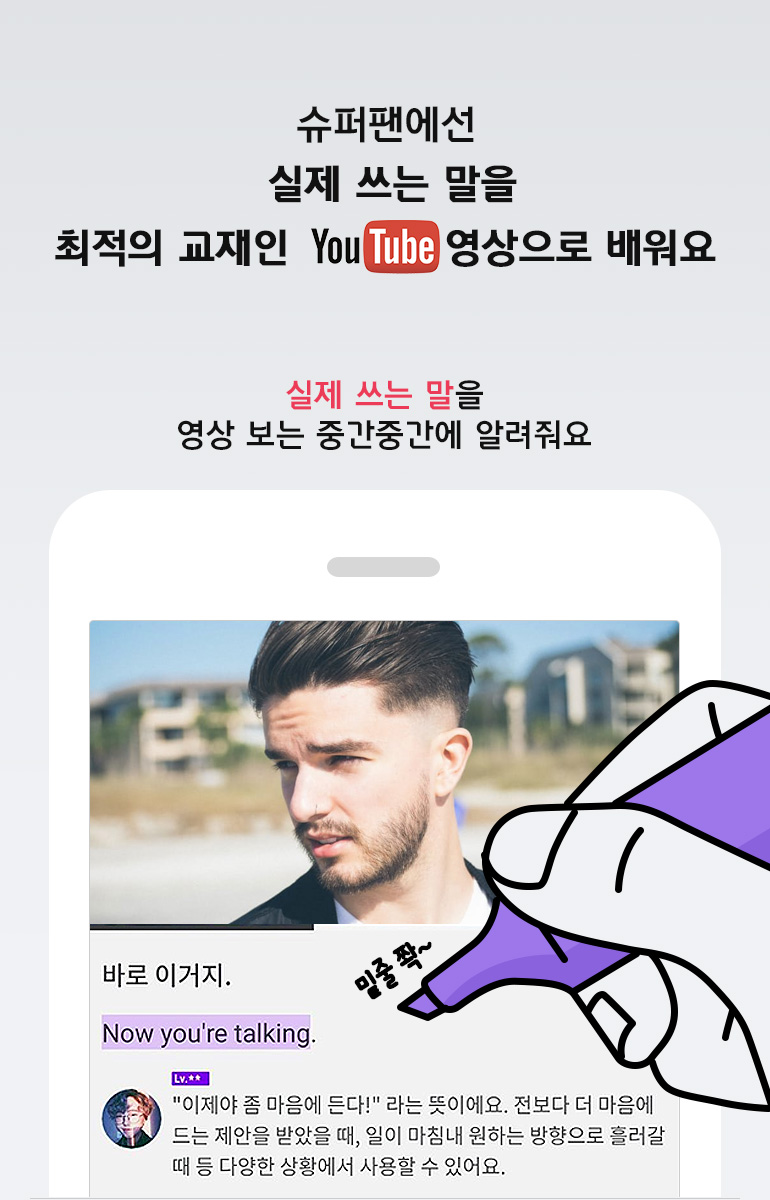 슈퍼팬에선
실제 쓰는 말을
최적의 교재인 YouTube 영상으로 배워요
실제 쓰는 말을
영상 보는 중간중간에 알려줘요
밑줄 쫙~
바로 이거지.
Now you're talking.
Lv.★★
"이제야 좀 마음에 든다!" 라는 뜻이에요. 전보다 더 마음에
드는 제안을 받았을 때, 일이 마침내 원하는 방향으로 흘러갈
때 등 다양한 상황에서 사용할 수 있어요.